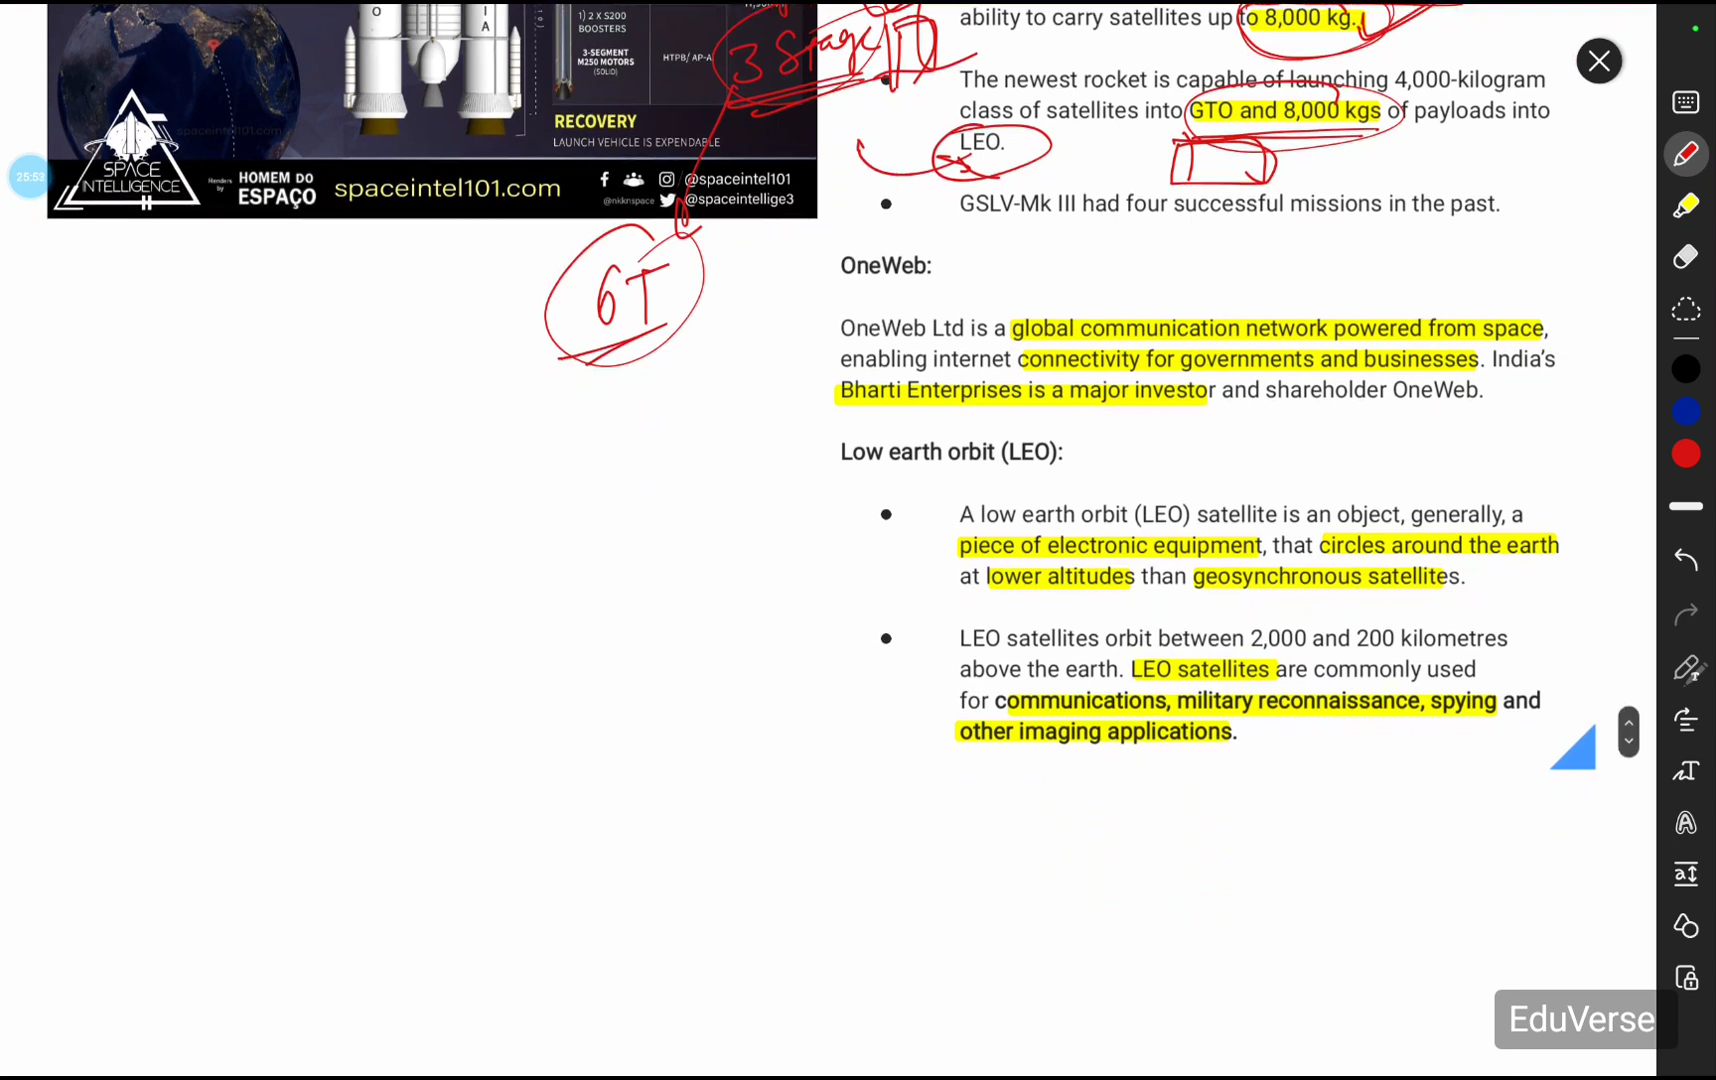 O
I
A
1) 2 X S200
BOOSTERS
3-SEGMENT
M250 MOTORS
(SOLID)
HTPB/ AP-A
RECOVERY
LAUNCH VEHICLE IS EXPENDABLE
spaceintel101.com
SPACE
INTELLIGENCE
Renders
by
HOMEM DO
ESPAÇO
spaceintel101.com
@nkknspace
@spaceintel101
@spaceintellige3
25:53
3 Stage
6T
ability to carry satellites up to 8,000 kg.
The newest rocket is capable of launching 4,000-kilogram
class of satellites into GTO and 8,000 kgs of payloads into
LEO.
GSLV-Mk III had four successful missions in the past.
OneWeb:
OneWeb Ltd is a global communication network powered from space,
enabling internet connectivity for governments and businesses. India's
Bharti Enterprises is a major investor and shareholder OneWeb.
Low earth orbit (LEO):
A low earth orbit (LEO) satellite is an object, generally, a
piece of electronic equipment, that circles around the earth
at lower altitudes than geosynchronous satellites.
LEO satellites orbit between 2,000 and 200 kilometres
above the earth. LEO satellites are commonly used
for communications, military reconnaissance, spying and
other imaging applications.
EduVerse